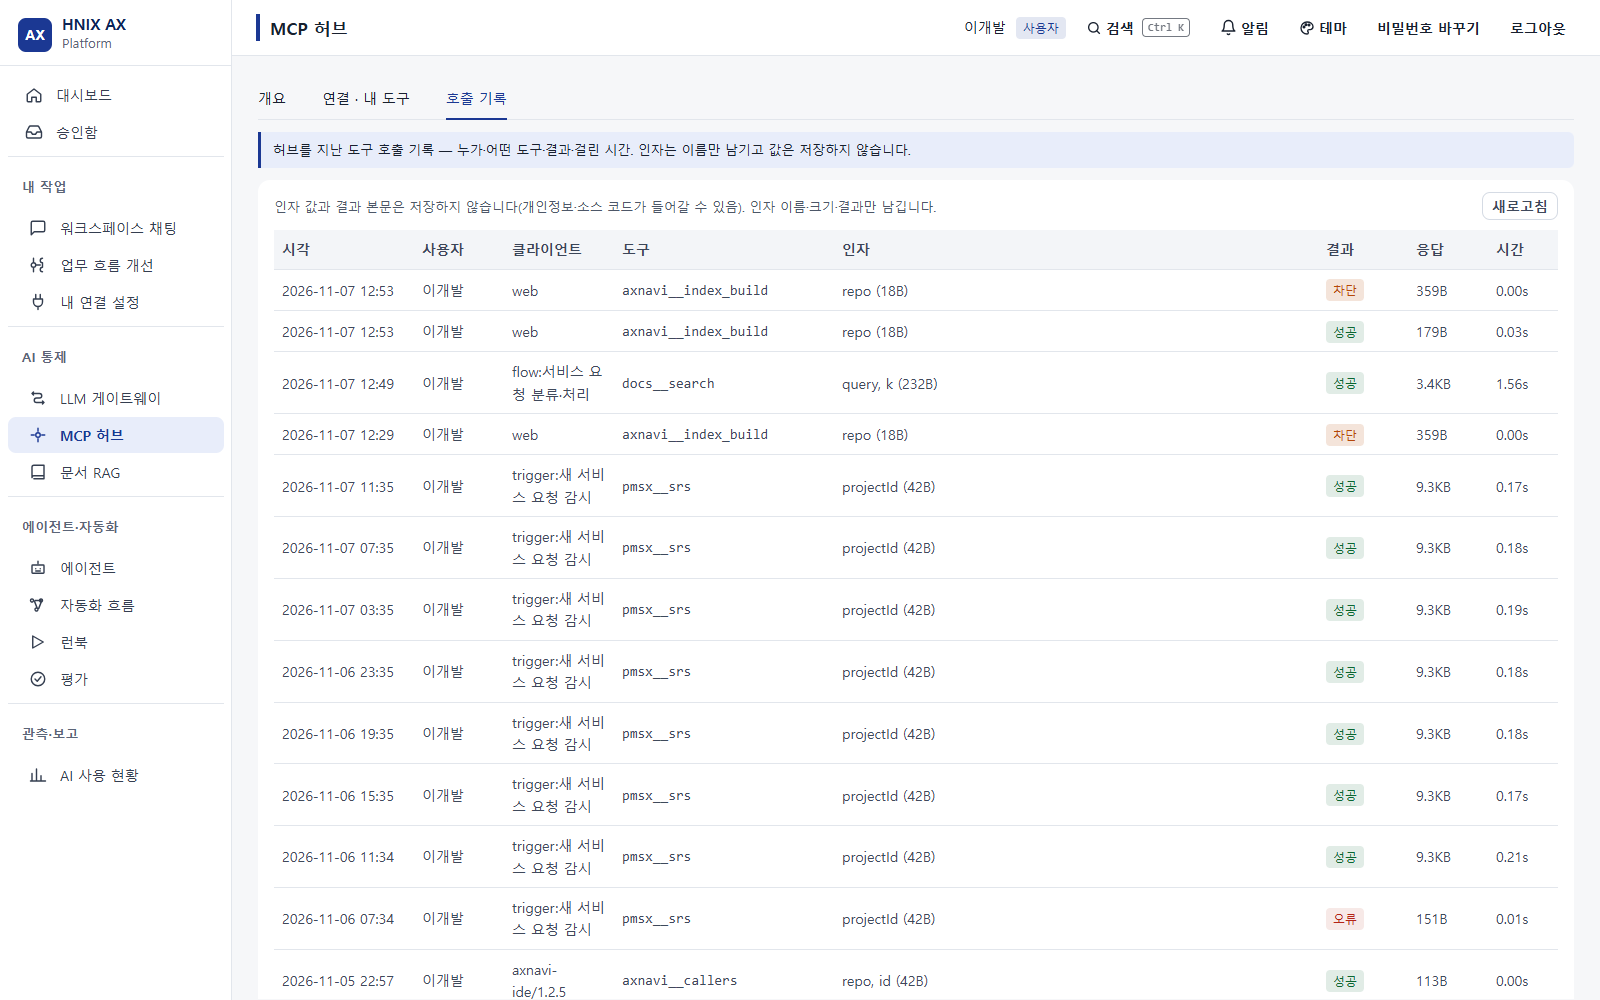 AX
HNIX AX
Platform
대시보드
승인함
내 작업
워크스페이스 채팅
업무 흐름 개선
내 연결 설정
AI 통제
LLM 게이트웨이
MCP 허브
문서 RAG
에이전트·자동화
에이전트
자동화 흐름
런북
평가
관측·보고
AI 사용 현황
MCP 허브
이개발 사용자 검색 Ctrl K 알림 테마 비밀번호 바꾸기 로그아웃
개요 연결 · 내 도구 호출 기록
허브를 지난 도구 호출 기록 — 누가·어떤 도구·결과·걸린 시간. 인자는 이름만 남기고 값은 저장하지 않습니다.
인자 값과 결과 본문은 저장하지 않습니다(개인정보·소스 코드가 들어갈 수 있음). 인자 이름·크기·결과만 남깁니다.
새로고침
시각 사용자 클라이언트 도구 인자 결과 응답 시간
2026-11-07 12:53 이개발 web axnavi__index_build repo (18B) 차단 359B 0.00s
2026-11-07 12:53 이개발 web axnavi__index_build repo (18B) 성공 179B 0.03s
2026-11-07 12:49 이개발 flow:서비스 요
청 분류·처리 docs__search query, k (232B) 성공 3.4KB 1.56s
2026-11-07 12:29 이개발 web axnavi__index_build repo (18B) 차단 359B 0.00s
2026-11-07 11:35 이개발 trigger:새 서비
스 요청 감시 pmsx__srs projectId (42B) 성공 9.3KB 0.17s
2026-11-07 07:35 이개발 trigger:새 서비
스 요청 감시 pmsx__srs projectId (42B) 성공 9.3KB 0.18s
2026-11-07 03:35 이개발 trigger:새 서비
스 요청 감시 pmsx__srs projectId (42B) 성공 9.3KB 0.19s
2026-11-06 23:35 이개발 trigger:새 서비
스 요청 감시 pmsx__srs projectId (42B) 성공 9.3KB 0.18s
2026-11-06 19:35 이개발 trigger:새 서비
스 요청 감시 pmsx__srs projectId (42B) 성공 9.3KB 0.18s
2026-11-06 15:35 이개발 trigger:새 서비
스 요청 감시 pmsx__srs projectId (42B) 성공 9.3KB 0.17s
2026-11-06 11:34 이개발 trigger:새 서비
스 요청 감시 pmsx__srs projectId (42B) 성공 9.3KB 0.21s
2026-11-06 07:34 이개발 trigger:새 서비
스 요청 감시 pmsx__srs projectId (42B) 오류 151B 0.01s
2026-11-05 22:57 이개발 axnavi-
ide/1.2.5 axnavi__callers repo, id (42B) 성공 113B 0.00s